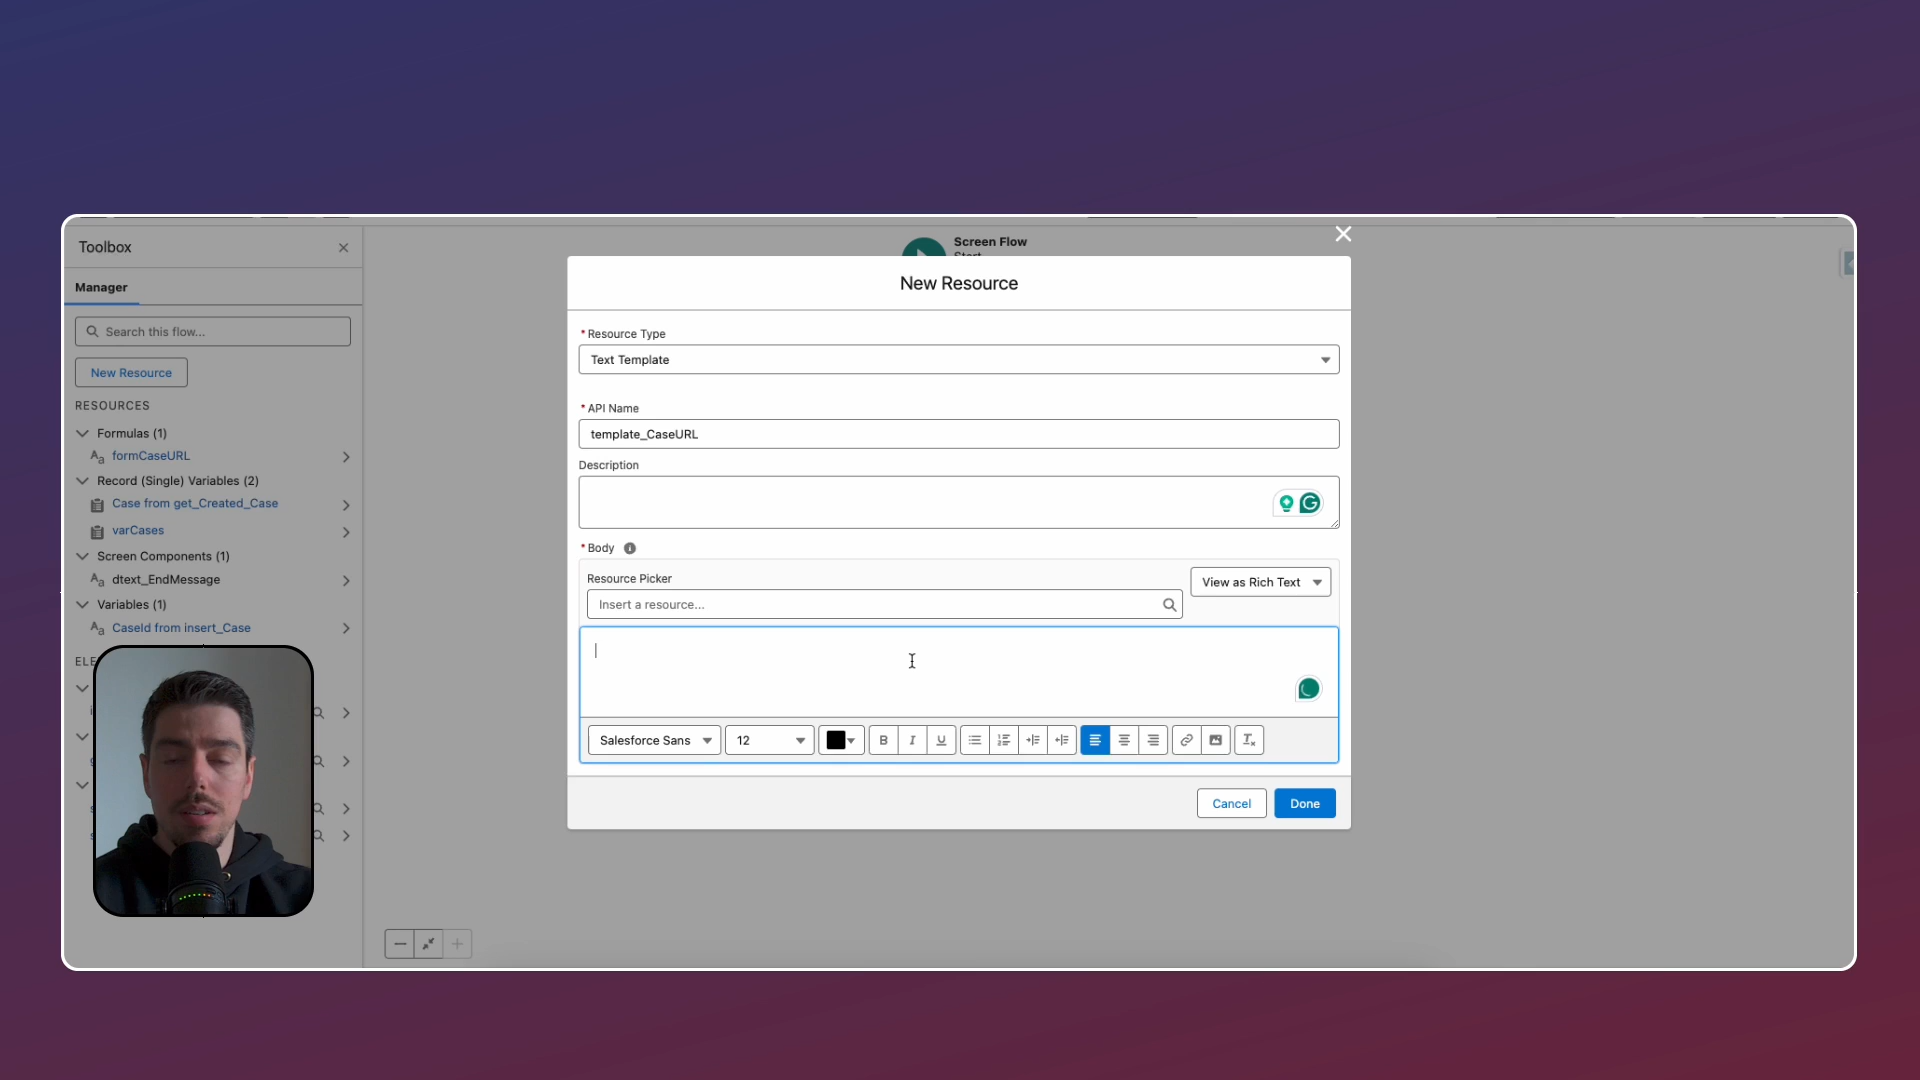 Toolbox
Manager
Search this flow...
New Resource
RESOURCES
Formulas (1)
formCaseURL
Record (Single) Variables (2)
Case from get_Created_Case
varCases
Screen Components (1)
dtext_EndMessage
Variables (1)
CaseId from insert_Case
ELE
Screen Flow
New Resource
* Resource Type
Text Template
* API Name
template_CaseURL
Description
* Body
Resource Picker
View as Rich Text
Insert a resource...
Salesforce Sans
12
Cancel
Done